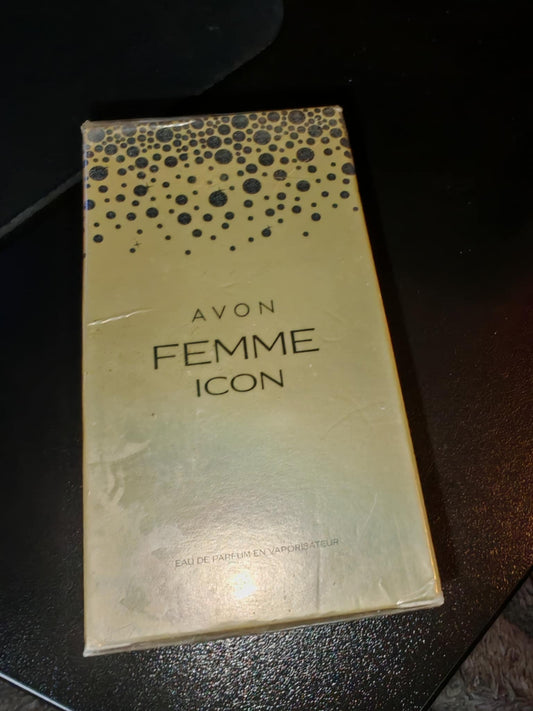 AVON
FEMME
ICON
EAU DE PARFUM EN VAPORISATEUR